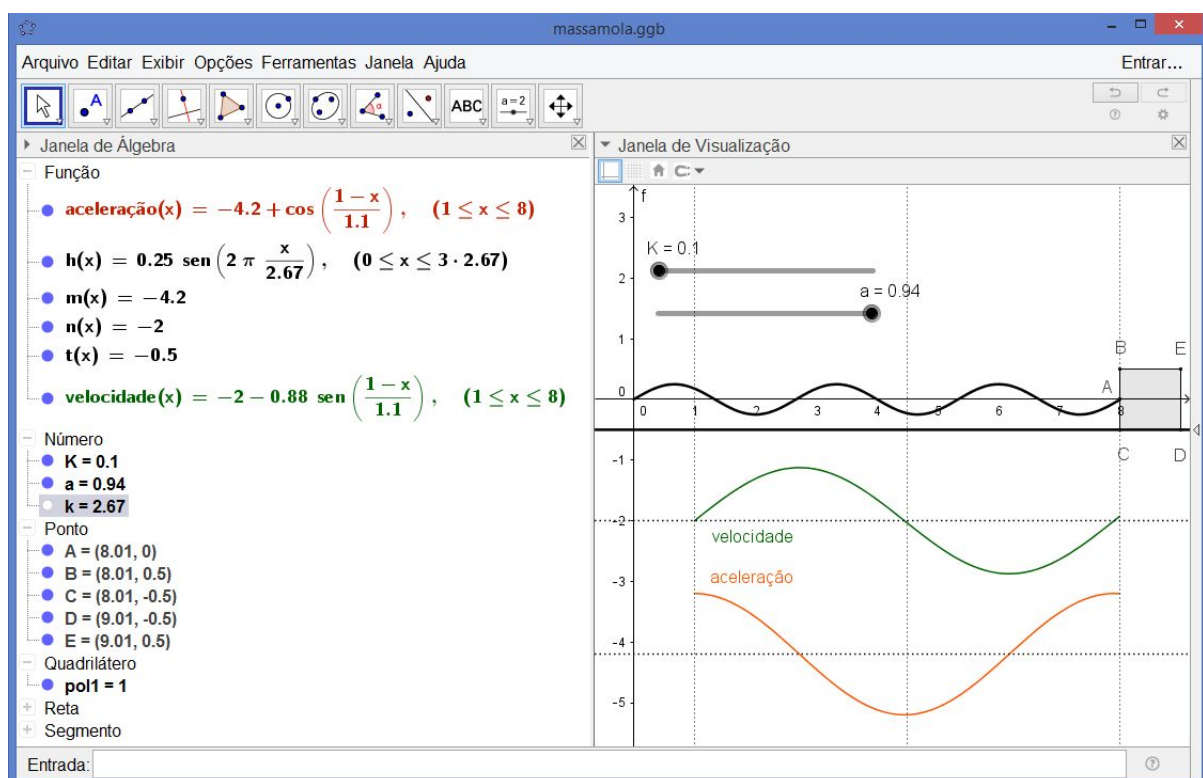 massamola.ggb
Arquivo Editar Exibir Opções Ferramentas Janela Ajuda
Entrar...
A
α
ABC
a=2
Janela de Álgebra
Função
aceleração(x) = −4.2 + cos((1 − x)/1.1), (1 ≤ x ≤ 8)
h(x) = 0.25 sen(2 π x/2.67), (0 ≤ x ≤ 3 · 2.67)
m(x) = −4.2
n(x) = −2
t(x) = −0.5
velocidade(x) = −2 − 0.88 sen((1 − x)/1.1), (1 ≤ x ≤ 8)
Número
K = 0.1
a = 0.94
k = 2.67
Ponto
A = (8.01, 0)
B = (8.01, 0.5)
C = (8.01, -0.5)
D = (9.01, -0.5)
E = (9.01, 0.5)
Quadrilátero
pol1 = 1
Reta
Segmento
Janela de Visualização
f
3
K = 0.1
2
a = 0.94
1
B E
A
0
0 1 2 3 4 5 6 7 8
C D
-1
-2
velocidade
aceleração
-3
-4
-5
Entrada: